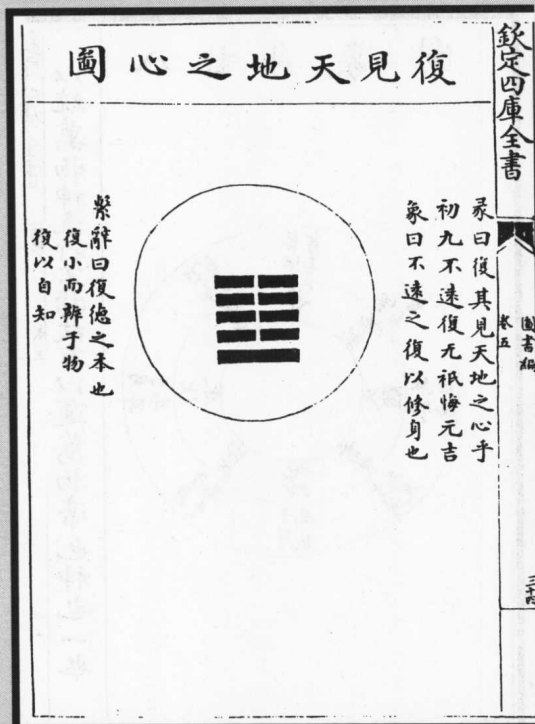 欽定四庫全書
圖書編
卷五
三十四
復見天地之心圖
彖曰復其見天地之心乎
初九不遠復无祇悔元吉
象曰不遠之復以修身也
繫辭曰復德之本也
復小而辨于物
復以自知